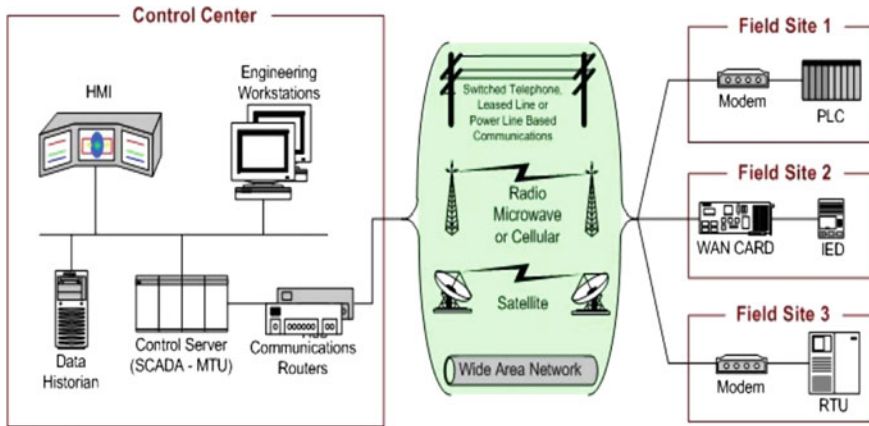 Control Center
HMI
Engineering
Workstations
Data
Historian
Control Server
(SCADA - MTU)
Communications
Routers
Switched Telephone,
Leased Line or
Power Line Based
Communications
Radio
Microwave
or Cellular
Satellite
Wide Area Network
Field Site 1
Modem
PLC
Field Site 2
WAN CARD
IED
Field Site 3
Modem
RTU